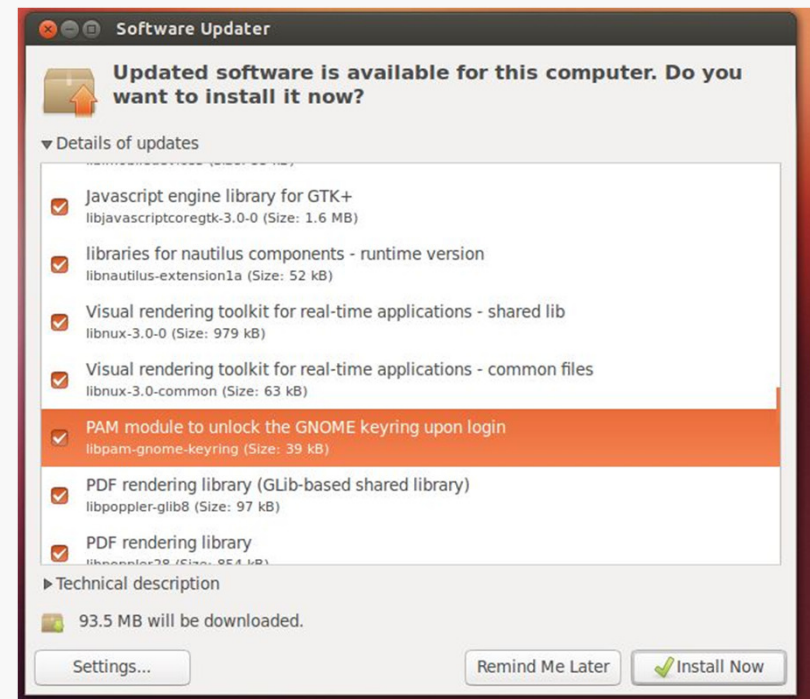 Software Updater
Updated software is available for this computer. Do you
want to install it now?
Details of updates
Javascript engine library for GTK+
libjavascriptcoregtk-3.0-0 (Size: 1.6 MB)
libraries for nautilus components - runtime version
libnautilus-extension1a (Size: 52 kB)
Visual rendering toolkit for real-time applications - shared lib
libnux-3.0-0 (Size: 979 kB)
Visual rendering toolkit for real-time applications - common files
libnux-3.0-common (Size: 63 kB)
PAM module to unlock the GNOME keyring upon login
libpam-gnome-keyring (Size: 39 kB)
PDF rendering library (GLib-based shared library)
libpoppler-glib8 (Size: 97 kB)
PDF rendering library
libpoppler28 (Size: 854 kB)
Technical description
93.5 MB will be downloaded.
Settings...
Remind Me Later
Install Now